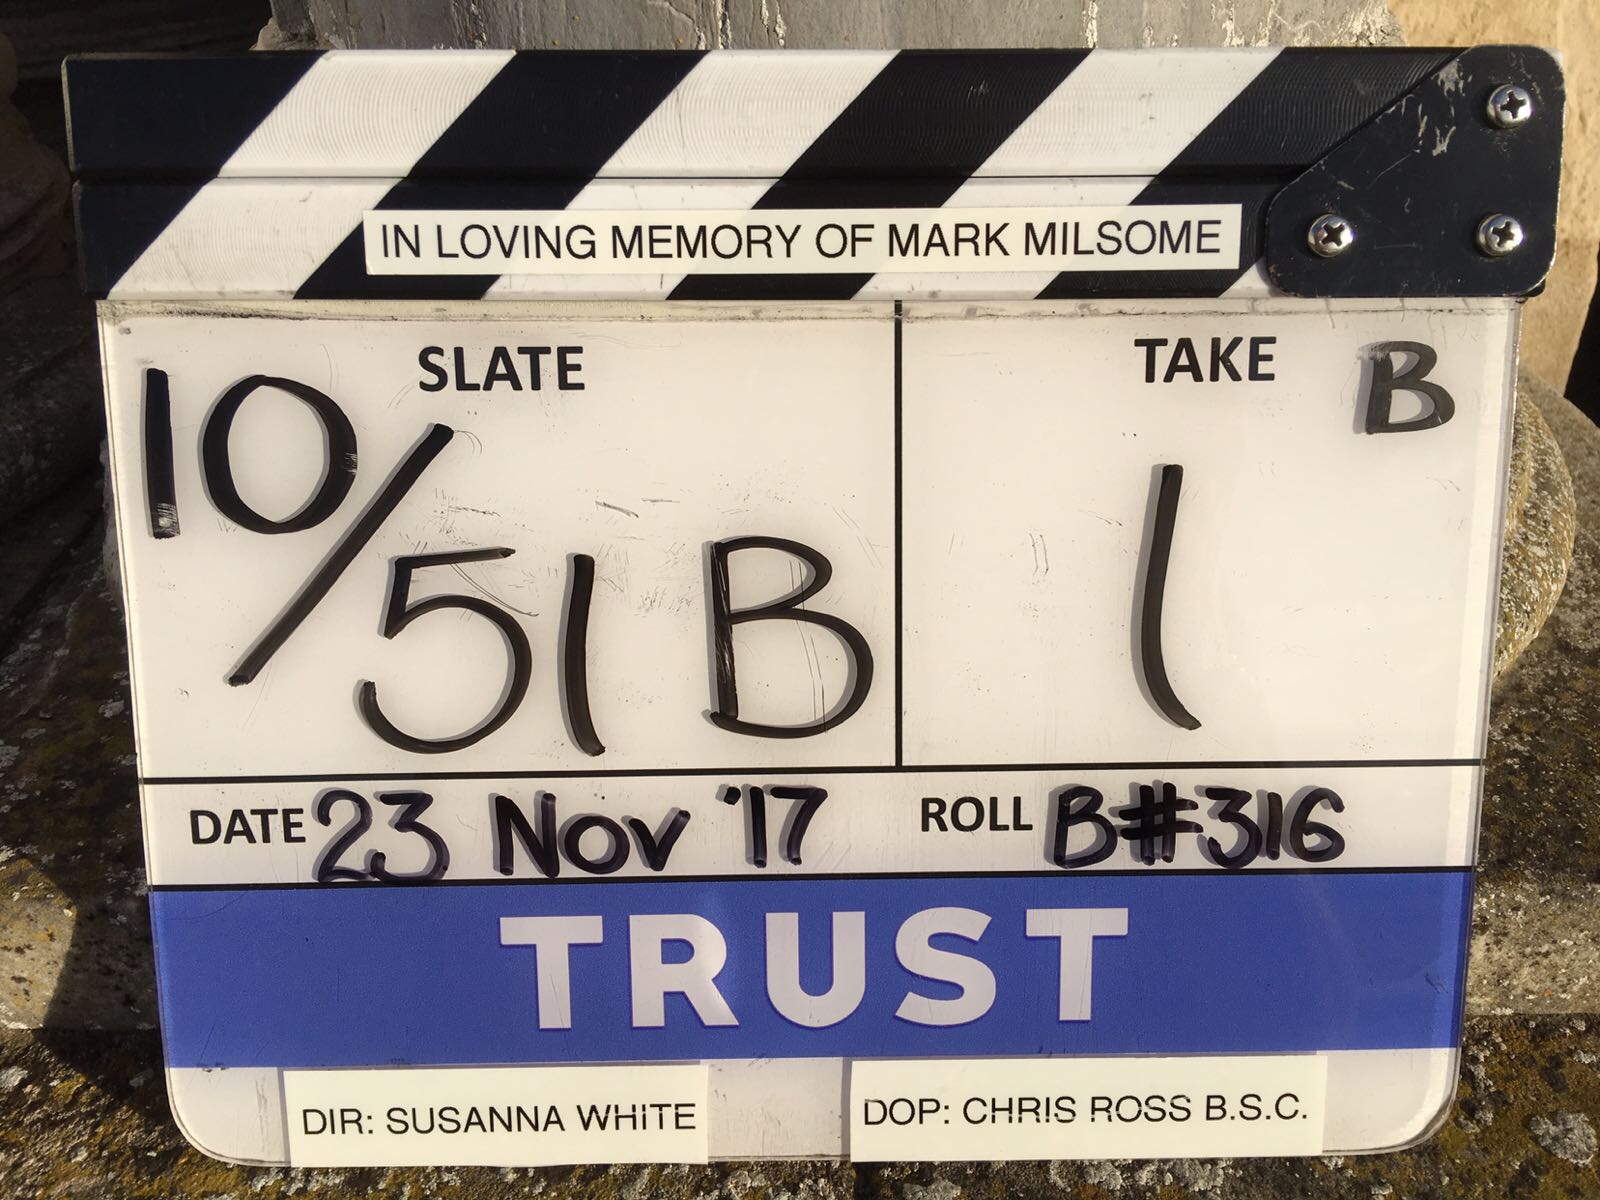 IN LOVING MEMORY OF MARK MILSOME
SLATE
10/51B
TAKE B
1
DATE 23 Nov '17
ROLL B#316
TRUST
DIR: SUSANNA WHITE
DOP: CHRIS ROSS B.S.C.